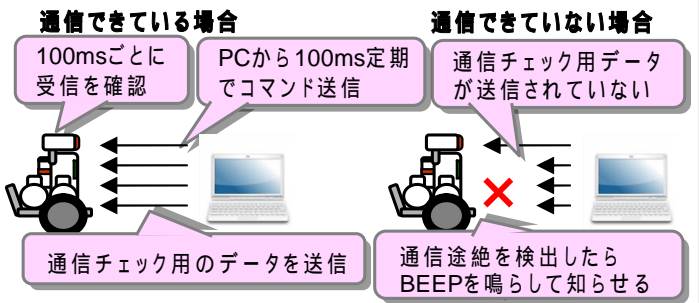 通信できている場合
100msごとに
受信を確認
PCから100ms定期
でコマンド送信
通信チェック用のデータを送信
通信できていない場合
通信チェック用データ
が送信されていない
通信途絶を検出したら
BEEPを鳴らして知らせる